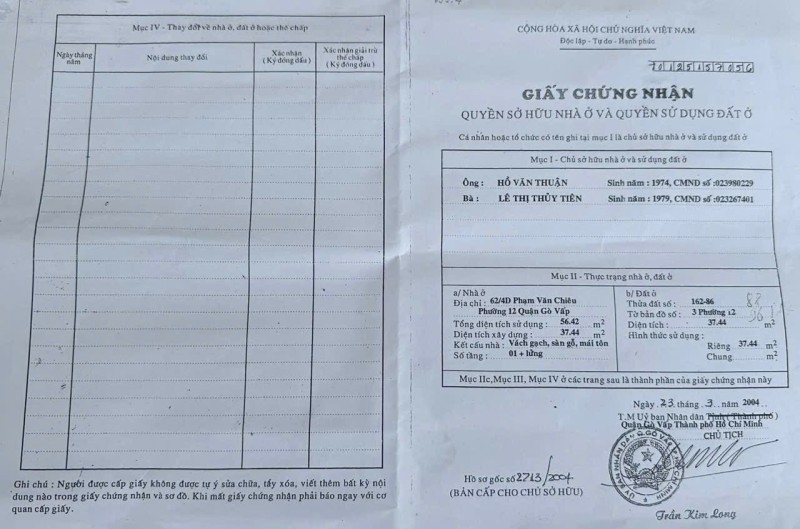 Mục IV - Thay đổi về nhà ở, đất ở hoặc thế chấp
Ngày tháng năm
Nội dung thay đổi
Xác nhận
( Ký đóng dấu )
Xác nhận giải trừ thế chấp
( Ký đóng dấu )
Ghi chú : Người được cấp giấy không được tự ý sửa chữa, tẩy xóa, viết thêm bất kỳ nội
dung nào trong giấy chứng nhận và sơ đồ. Khi mất giấy chứng nhận phải báo ngay với cơ
quan cấp giấy.
CỘNG HÒA XÃ HỘI CHỦ NGHĨA VIỆT NAM
Độc lập - Tự do - Hạnh phúc
GIẤY CHỨNG NHẬN
QUYỀN SỞ HỮU NHÀ Ở VÀ QUYỀN SỬ DỤNG ĐẤT Ở
Cá nhân hoặc tổ chức có tên ghi tại mục I là chủ sở hữu nhà ở và sử dụng đất ở
Mục I - Chủ sở hữu nhà ở và sử dụng đất ở
Ông : HỒ VĂN THUẬN Sinh năm : 1974, CMND số :023980229
Bà : LÊ THỊ THỦY TIÊN Sinh năm : 1979, CMND số :023267401
Mục II - Thực trạng nhà ở, đất ở
a/ Nhà ở
Địa chỉ : 62/4D Phạm Văn Chiêu
Phường 12 Quận Gò Vấp
Tổng diện tích sử dụng : 56.42 m2
Diện tích xây dựng : 37.44 m2
Kết cấu nhà : Vách gạch, sàn gỗ, mái tôn
Số tầng : 01 + lửng
b/ Đất ở
Thửa đất số : 162-86
Tờ bản đồ số : 3 Phường 12
Diện tích : 37.44 m2
Hình thức sử dụng :
Riêng 37.44 m2
Chung m2
Mục IIc,Mục III, Mục IV ở các trang sau là thành phần của giấy chứng nhận này
Ngày 23 tháng 3 năm 2004
T.M Uỷ ban Nhân dân Tỉnh ( Thành phố )
Quận Gò Vấp Thành phố Hồ Chí Minh
CHỦ TỊCH
Hồ sơ gốc số 2713/2004
(BẢN CẤP CHO CHỦ SỞ HỮU)
Trần Kim Long